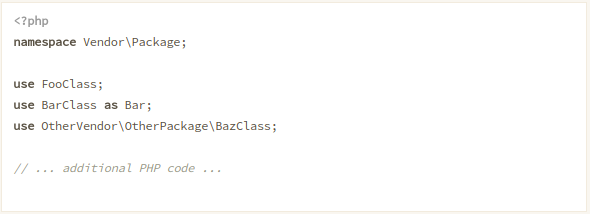 <?php
namespace Vendor\Package;
use FooClass;
use BarClass as Bar;
use OtherVendor\OtherPackage\BazClass;
// ... additional PHP code ...